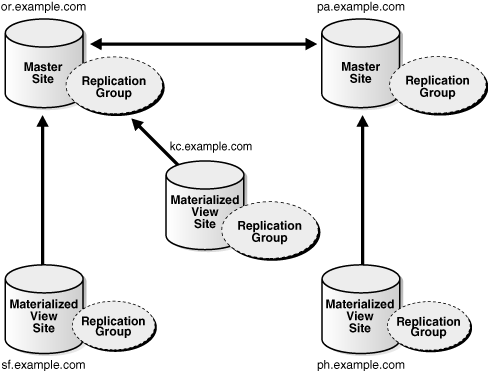 or.example.com
pa.example.com
Master
Site
Replication
Group
Master
Site
Replication
Group
kc.example.com
Materialized
View
Site
Replication
Group
Materialized
View
Site
Replication
Group
sf.example.com
Materialized
View
Site
Replication
Group
ph.example.com